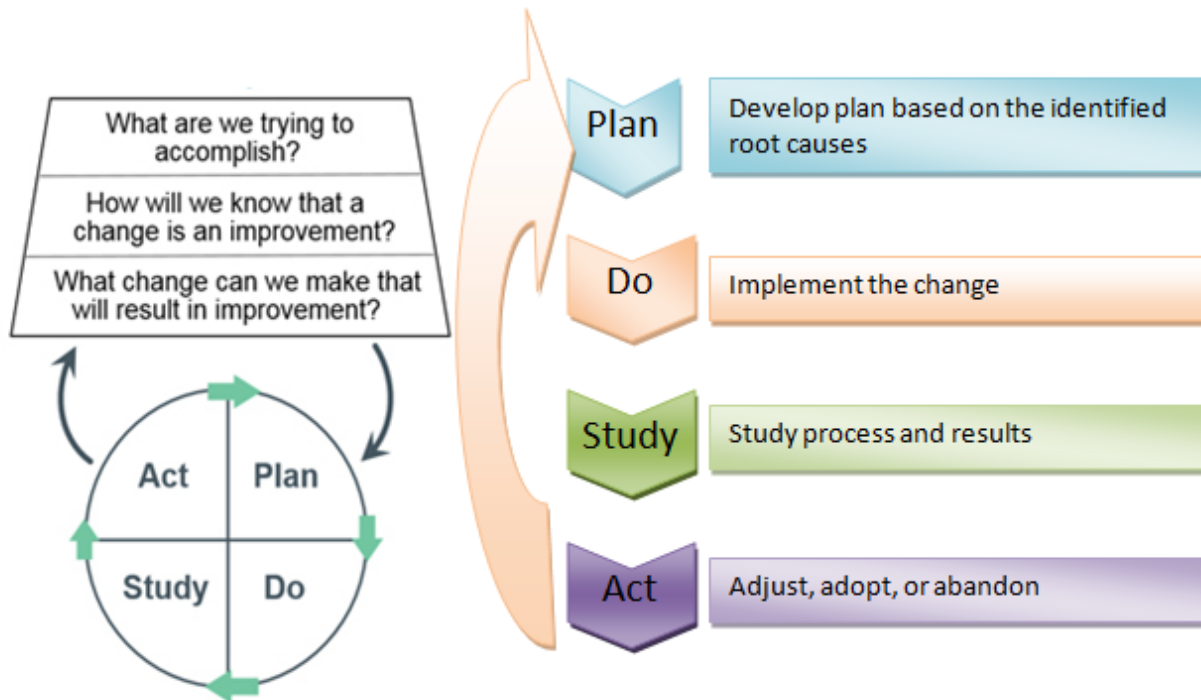 What are we trying to
accomplish?
How will we know that a
change is an improvement?
What change can we make that
will result in improvement?
Act
Plan
Study
Do
Plan
Develop plan based on the identified
root causes
Do
Implement the change
Study
Study process and results
Act
Adjust, adopt, or abandon